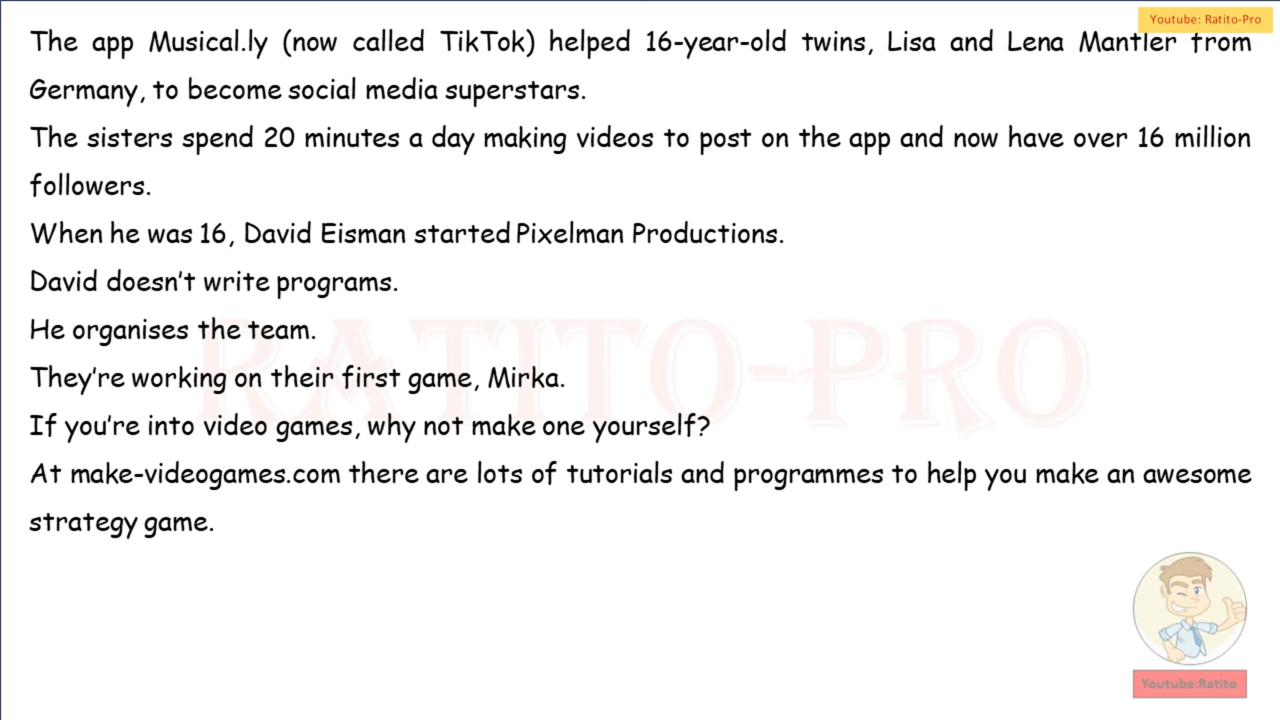 Youtube: Ratito-Pro
The app Musical.ly (now called TikTok) helped 16-year-old twins, Lisa and Lena Mantler from
Germany, to become social media superstars.
The sisters spend 20 minutes a day making videos to post on the app and now have over 16 million
followers.
When he was 16, David Eisman started Pixelman Productions.
David doesn't write programs.
He organises the team.
They're working on their first game, Mirka.
If you're into video games, why not make one yourself?
At make-videogames.com there are lots of tutorials and programmes to help you make an awesome
strategy game.
RATITO-PRO
Youtube:Ratito